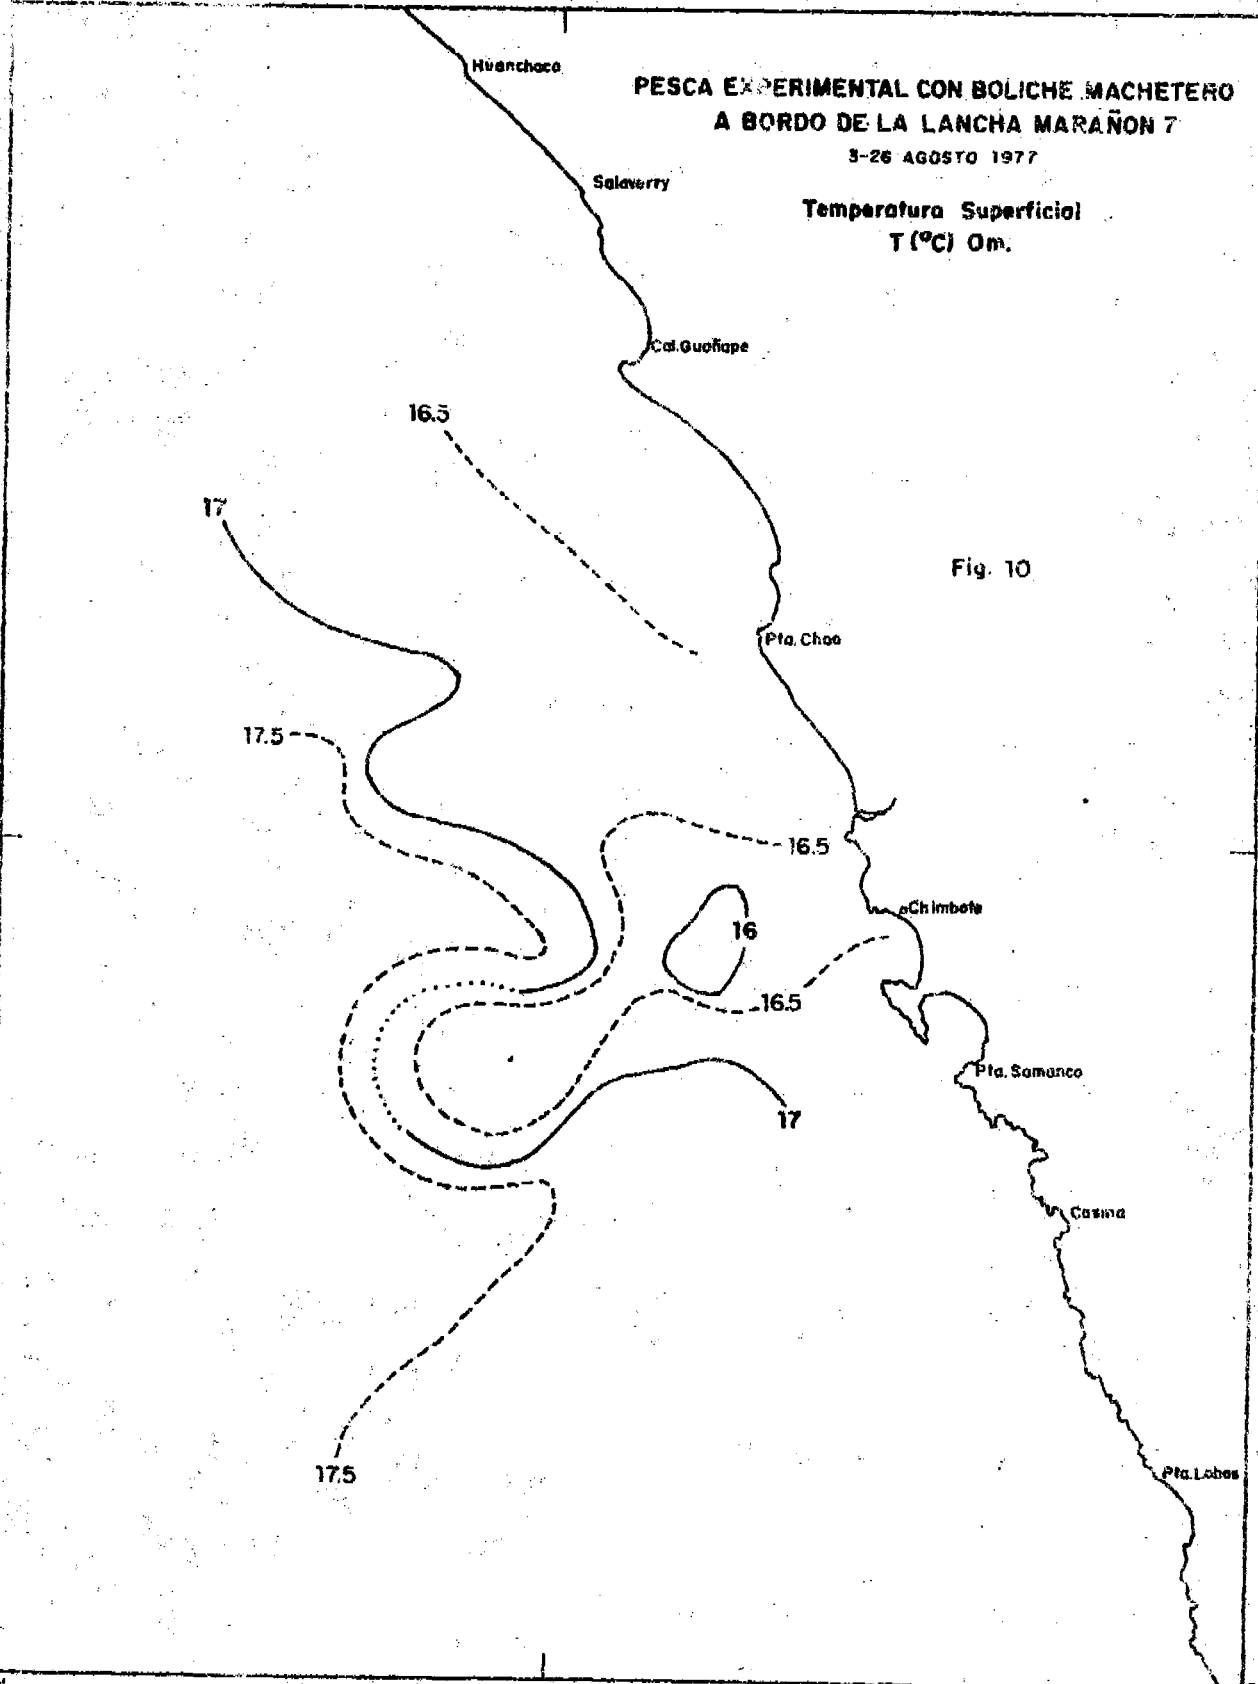 Huanchaco
PESCA EXPERIMENTAL CON BOLICHE MACHETERO
A BORDO DE LA LANCHA MARAÑON 7
3-26 AGOSTO 1977
Salaverry
Temperatura Superficial
T (ºC) 0m.
Cal. Guañape
16.5
17
Fig. 10
Pta. Chao
17.5
16.5
Chimbote
16
16.5
Pta. Samanco
17
Casma
17.5
Pta. Lobos